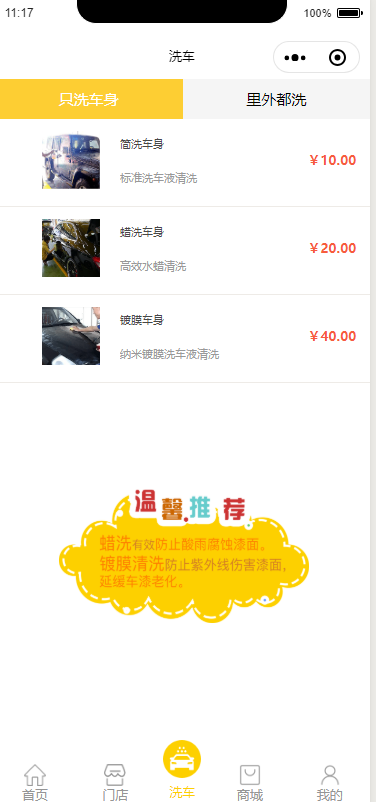 11:17 100%
洗车
只洗车身 里外都洗
简洗车身
标准洗车液清洗
￥10.00
蜡洗车身
高效水蜡清洗
￥20.00
镀膜车身
纳米镀膜洗车液清洗
￥40.00
温馨推荐
蜡洗有效防止酸雨腐蚀漆面，
镀膜清洗防止紫外线伤害漆面，
延缓车漆老化。
首页 门店 洗车 商城 我的